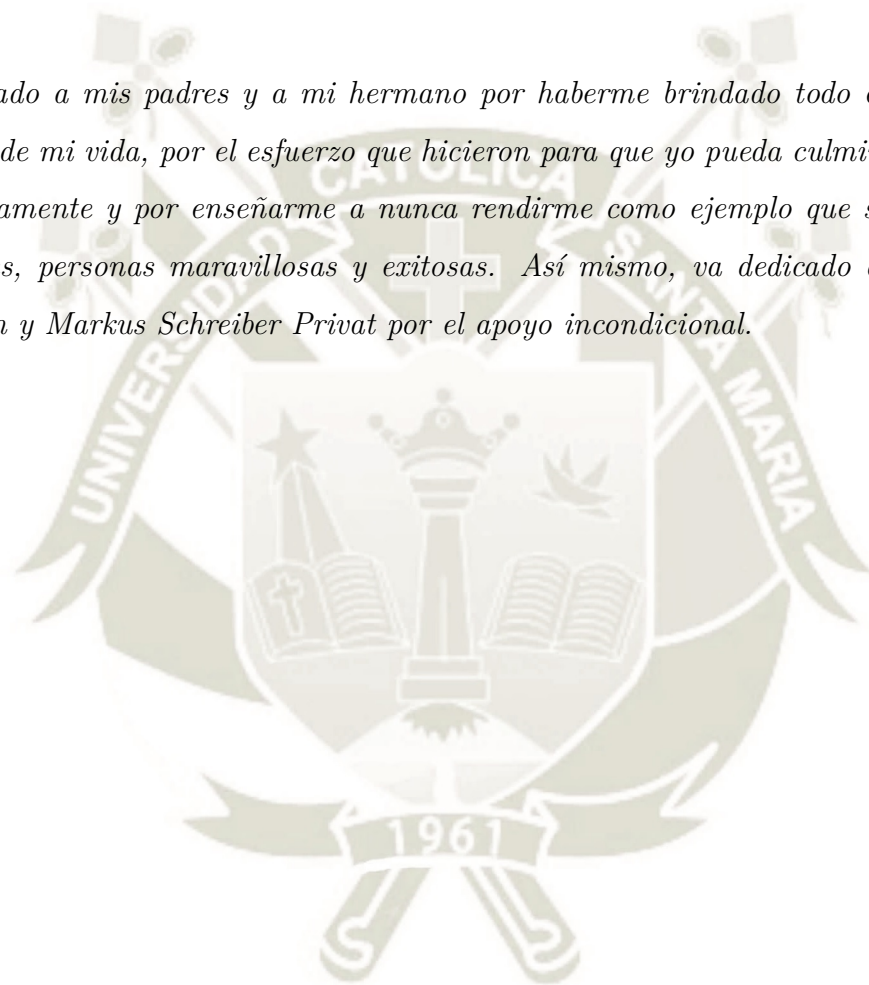 ado a mis padres y a mi hermano por haberme brindado todo
de mi vida, por el esfuerzo que hicieron para que yo pueda culmi
amente y por enseñarme a nunca rendirme como ejemplo que
s, personas maravillosas y exitosas. Así mismo, va dedicado
n y Markus Schreiber Privat por el apoyo incondicional.
UNIVERSIDAD CATOLICA SANTA MARIA
1961